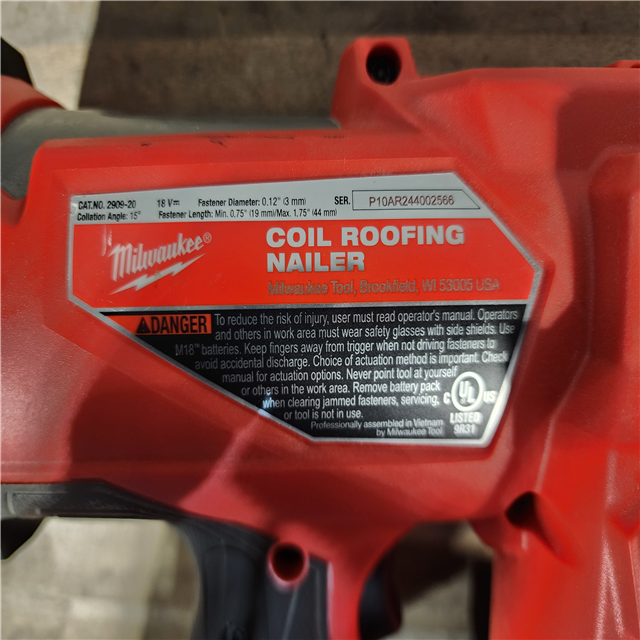 CAT.NO. 2909-20 18 V⎓ Fastener Diameter: 0.12" (3 mm) SER. P10AR244002566
Collation Angle: 15° Fastener Length: Min. 0.75" (19 mm)/Max. 1.75" (44 mm)
Milwaukee®
COIL ROOFING
NAILER
Milwaukee Tool, Brookfield, WI 53005 USA
⚠DANGER To reduce the risk of injury, user must read operator's manual. Operators
and others in work area must wear safety glasses with side shields. Use
M18™ batteries. Keep fingers away from trigger when not driving fasteners to
avoid accidental discharge. Choice of actuation method is important. Check
manual for actuation options. Never point tool at yourself
or others in the work area. Remove battery pack
when clearing jammed fasteners, servicing,
or tool is not in use.
Professionally assembled in Vietnam
by Milwaukee Tool
C UL US
LISTED
9B31